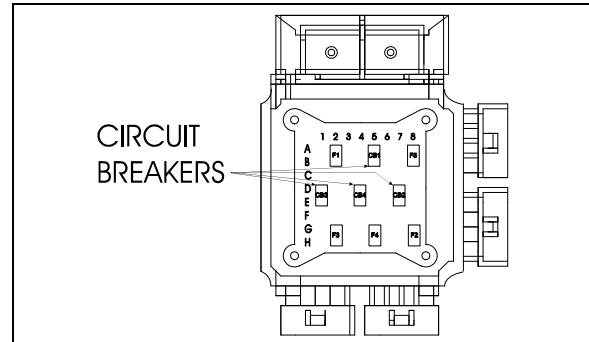 CIRCUIT
BREAKERS
1 2 3 4 5 6 7 8
A
B
C
D
E
F
G
H
F1
CB1
F5
CB3
CB4
CB2
F3
F4
F2